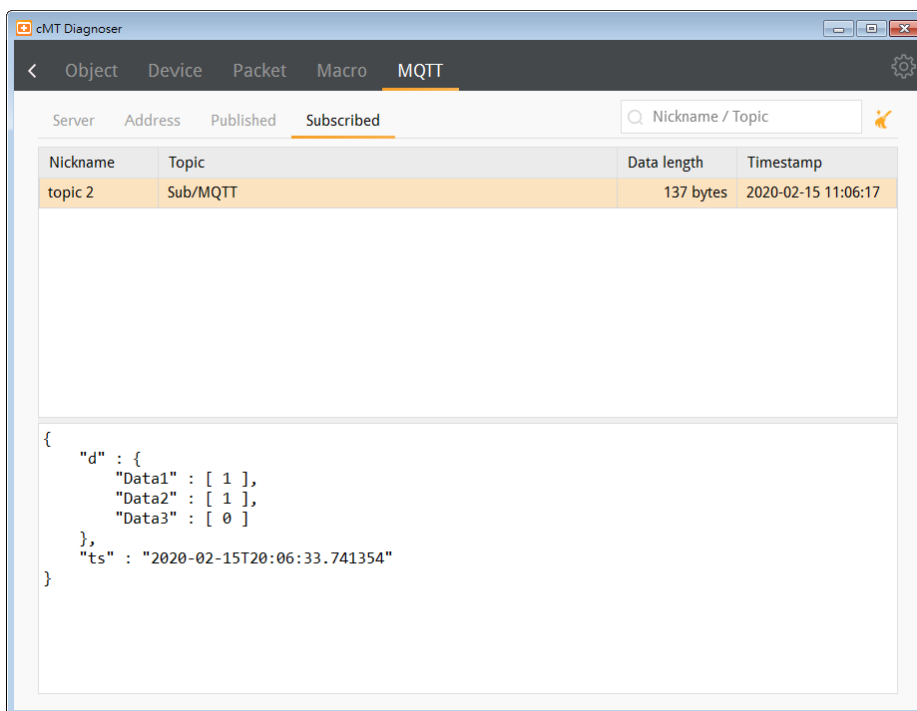 cMT Diagnoser
Object Device Packet Macro MQTT
Server Address Published Subscribed Nickname / Topic
Nickname Topic Data length Timestamp
topic 2 Sub/MQTT 137 bytes 2020-02-15 11:06:17
{
    "d" : {
        "Data1" : [ 1 ],
        "Data2" : [ 1 ],
        "Data3" : [ 0 ]
    },
    "ts" : "2020-02-15T20:06:33.741354"
}